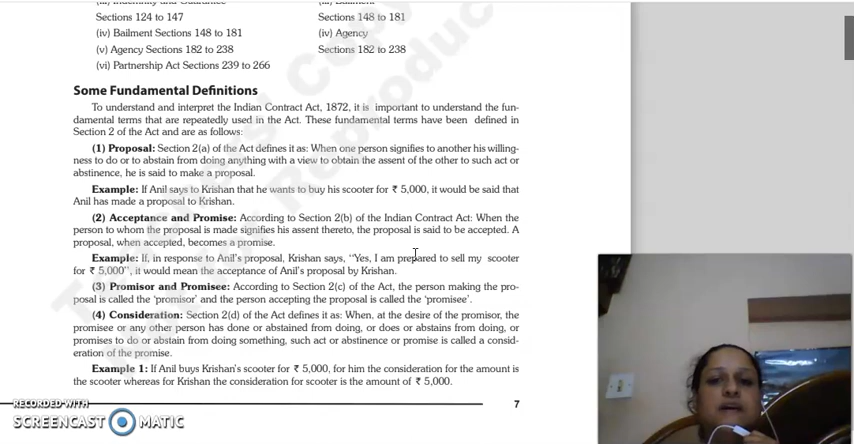 (iii) Indemnity and Guarantee (iii) Bailment
Sections 124 to 147 Sections 148 to 181
(iv) Bailment Sections 148 to 181 (iv) Agency
(v) Agency Sections 182 to 238 Sections 182 to 238
(vi) Partnership Act Sections 239 to 266
Some Fundamental Definitions
To understand and interpret the Indian Contract Act, 1872, it is important to understand the fun-
damental terms that are repeatedly used in the Act. These fundamental terms have been defined in
Section 2 of the Act and are as follows:
(1) Proposal: Section 2(a) of the Act defines it as: When one person signifies to another his willing-
ness to do or to abstain from doing anything with a view to obtain the assent of the other to such act or
abstinence, he is said to make a proposal.
Example: If Anil says to Krishan that he wants to buy his scooter for ₹ 5,000, it would be said that
Anil has made a proposal to Krishan.
(2) Acceptance and Promise: According to Section 2(b) of the Indian Contract Act: When the
person to whom the proposal is made signifies his assent thereto, the proposal is said to be accepted. A
proposal, when accepted, becomes a promise.
Example: If, in response to Anil's proposal, Krishan says, "Yes, I am prepared to sell my scooter
for ₹ 5,000", it would mean the acceptance of Anil's proposal by Krishan.
(3) Promisor and Promisee: According to Section 2(c) of the Act, the person making the pro-
posal is called the 'promisor' and the person accepting the proposal is called the 'promisee'.
(4) Consideration: Section 2(d) of the Act defines it as: When, at the desire of the promisor, the
promisee or any other person has done or abstained from doing, or does or abstains from doing, or
promises to do or abstain from doing something, such act or abstinence or promise is called a consid-
eration of the promise.
Example 1: If Anil buys Krishan's scooter for ₹ 5,000, for him the consideration for the amount is
the scooter whereas for Krishan the consideration for scooter is the amount of ₹ 5,000.
7
RECORDED WITH
SCREENCAST MATIC